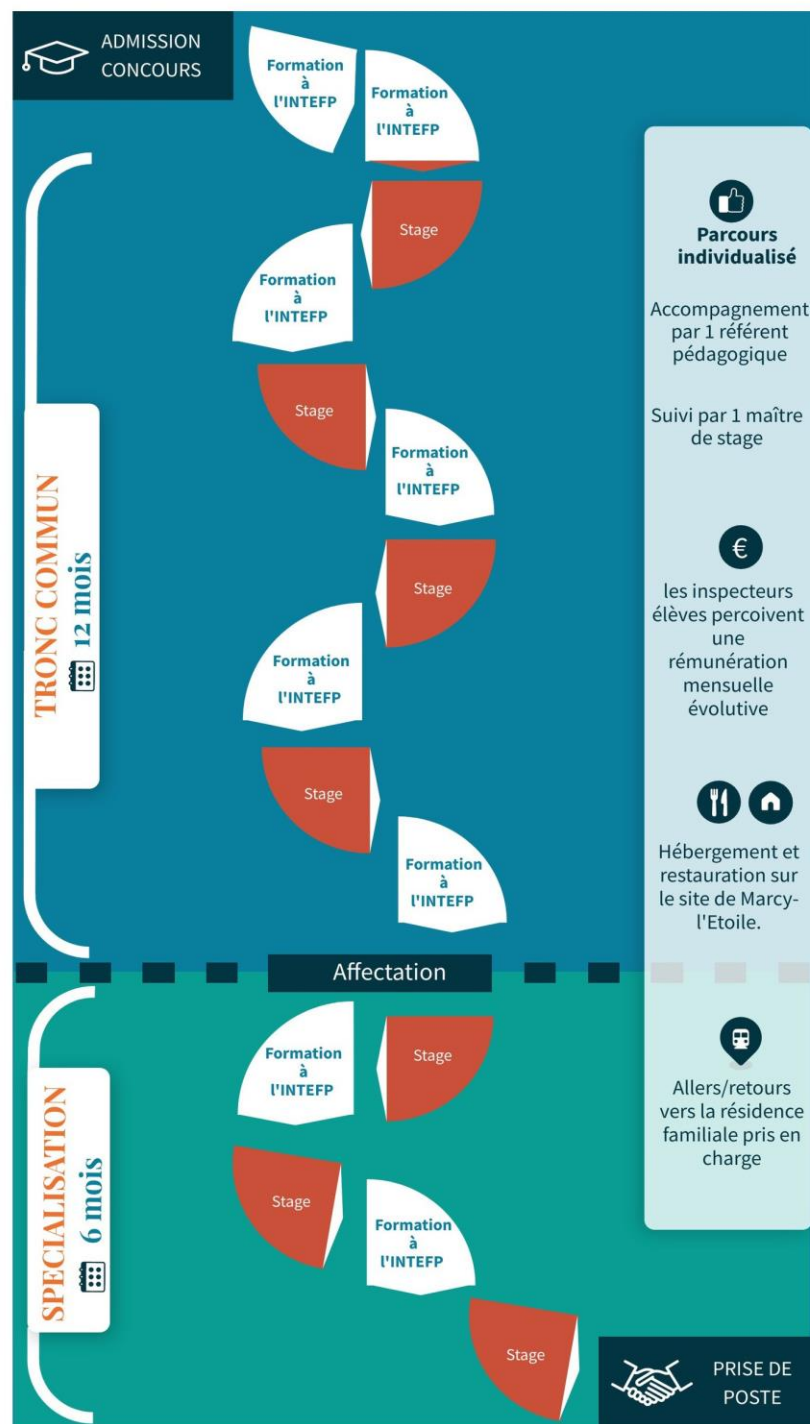 ADMISSION
CONCOURS
Formation
à
l'INTEFP
Formation
à
l'INTEFP
Stage
Formation
à
l'INTEFP
Stage
Formation
à
l'INTEFP
Stage
Formation
à
l'INTEFP
Stage
Formation
à
l'INTEFP
TRONC COMMUN
12 mois
Parcours
individualisé
Accompagnement
par 1 référent
pédagogique
Suivi par 1 maître
de stage
€
les inspecteurs
élèves perçoivent
une
rémunération
mensuelle
évolutive
Hébergement et
restauration sur
le site de Marcy-
l'Etoile.
Affectation
Stage
Formation
à
l'INTEFP
Stage
Formation
à
l'INTEFP
Stage
SPECIALISATION
6 mois
Allers/retours
vers la résidence
familiale pris en
charge
PRISE DE
POSTE